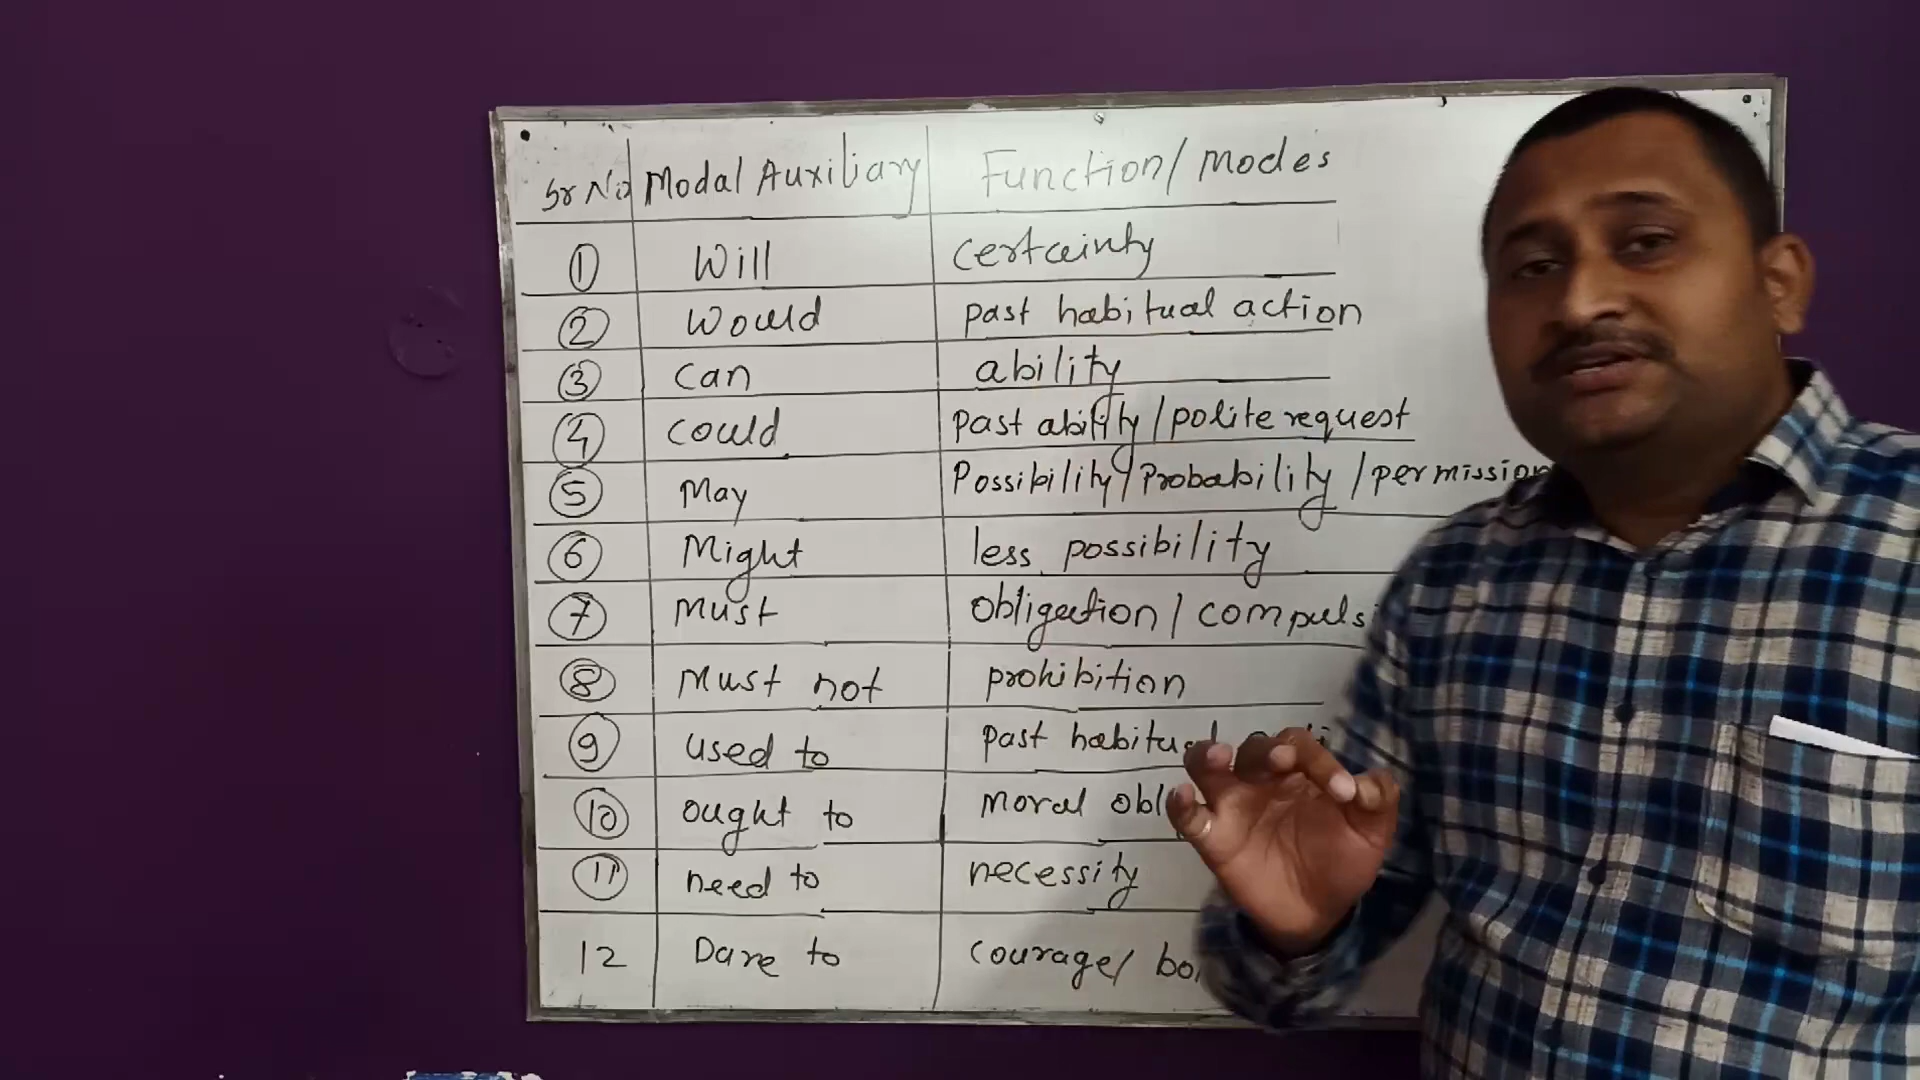 Sr No Modal Auxiliary Function/Modes
1 Will certainty
2 Would past habitual action
3 can ability
4 could past ability/polite request
5 May Possibility/Probability/permission
6 Might less possibility
7 Must obligation/compulsi
8 Must not prohibition
9 used to past habitual
10 ought to moral obl
11 need to necessity
12 Dare to courage/ bo